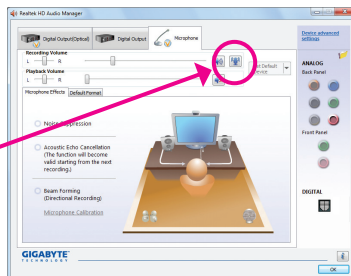 Realtek HD Audio Manager
Digital Output(Optical)
Digital Output
Microphone
Device advanced
settings
Recording Volume
L
R
Set Default
Device
Playback Volume
L
R
ANALOG
Back Panel
Microphone Effects
Default Format
Noise Suppression
Acoustic Echo Cancellation
(The function will become
valid starting from the next
recording.)
Front Panel
Beam Forming
(Directional Recording)
Microphone Calibration
DIGITAL
GIGABYTE
TECHNOLOGY
i
OK